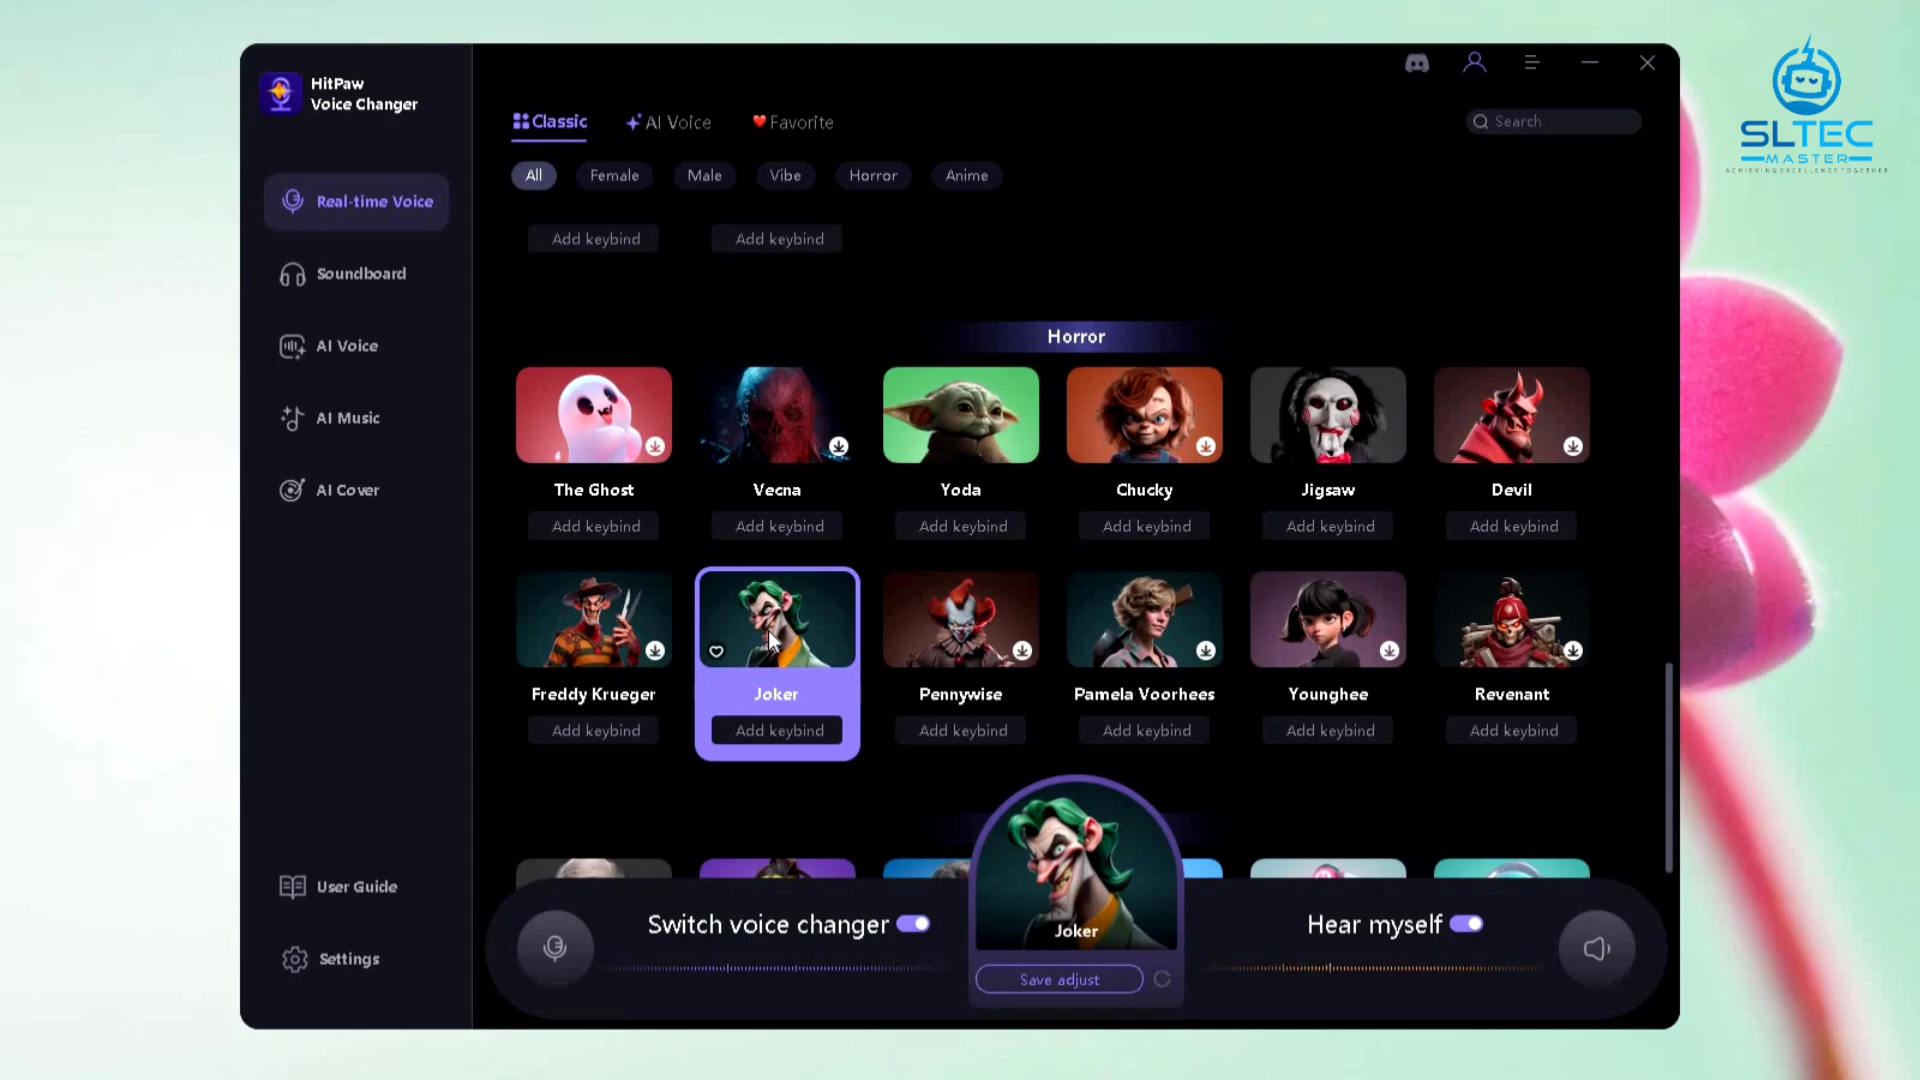 HitPaw
Voice Changer
SLTEC
MASTER
ACHIEVING EXCELLENCE TOGETHER
Classic
AI Voice
Favorite
Search
All
Female
Male
Vibe
Horror
Anime
Real-time Voice
Soundboard
AI Voice
AI Music
AI Cover
User Guide
Settings
Add keybind
Add keybind
Horror
The Ghost
Vecna
Yoda
Chucky
Jigsaw
Devil
Add keybind
Add keybind
Add keybind
Add keybind
Add keybind
Add keybind
Freddy Krueger
Joker
Pennywise
Pamela Voorhees
Younghee
Revenant
Add keybind
Add keybind
Add keybind
Add keybind
Add keybind
Add keybind
Switch voice changer
Joker
Save adjust
Hear myself